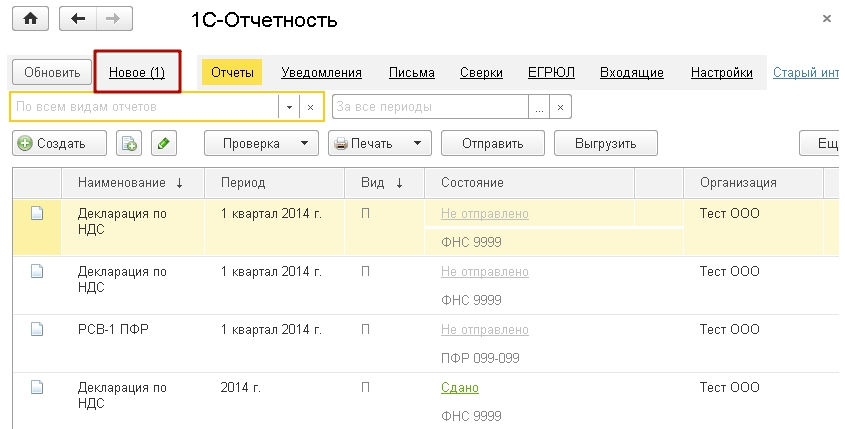 1С-Отчетность
Обновить Новое (1) Отчеты Уведомления Письма Сверки ЕГРЮЛ Входящие Настройки Старый инт
По всем видам отчетов За все периоды ...
Создать Проверка Печать Отправить Выгрузить Ещ
Наименование ↓ Период Вид ↓ Состояние Организация
Декларация по 1 квартал 2014 г. П Не отправлено Тест ООО
НДС
ФНС 9999
Декларация по 1 квартал 2014 г. П Не отправлено Тест ООО
НДС
ФНС 9999
РСВ-1 ПФР 1 квартал 2014 г. П Не отправлено Тест ООО
ПФР 099-099
Декларация по 2014 г. П Сдано Тест ООО
НДС
ФНС 9999